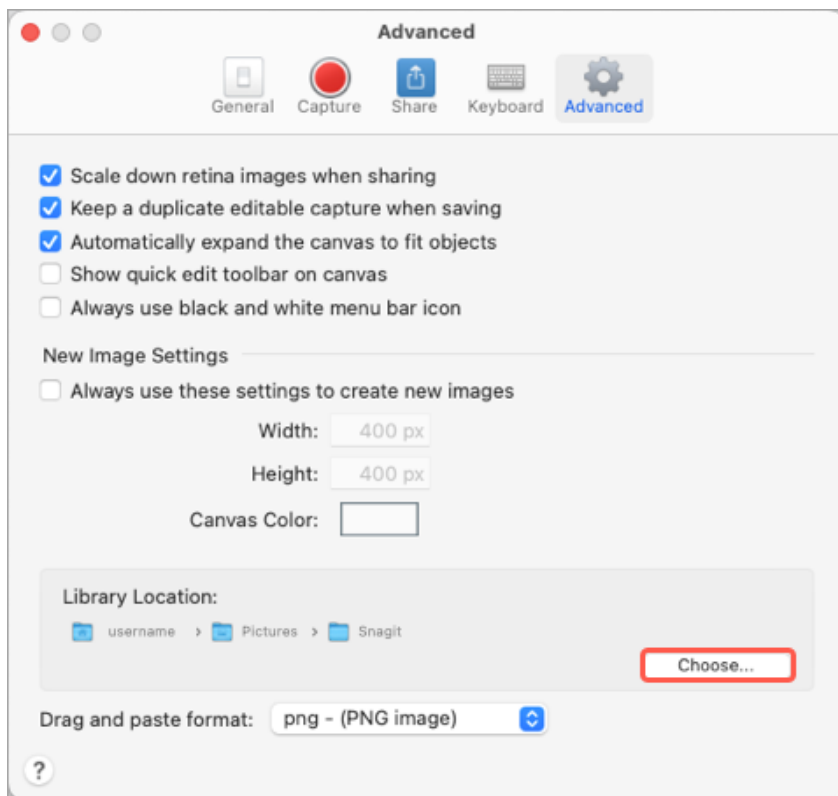 Advanced
General Capture Share Keyboard Advanced
Scale down retina images when sharing
Keep a duplicate editable capture when saving
Automatically expand the canvas to fit objects
Show quick edit toolbar on canvas
Always use black and white menu bar icon
New Image Settings
Always use these settings to create new images
Width: 400 px
Height: 400 px
Canvas Color:
Library Location:
username › Pictures › Snagit
Choose...
Drag and paste format: png - (PNG image)
?